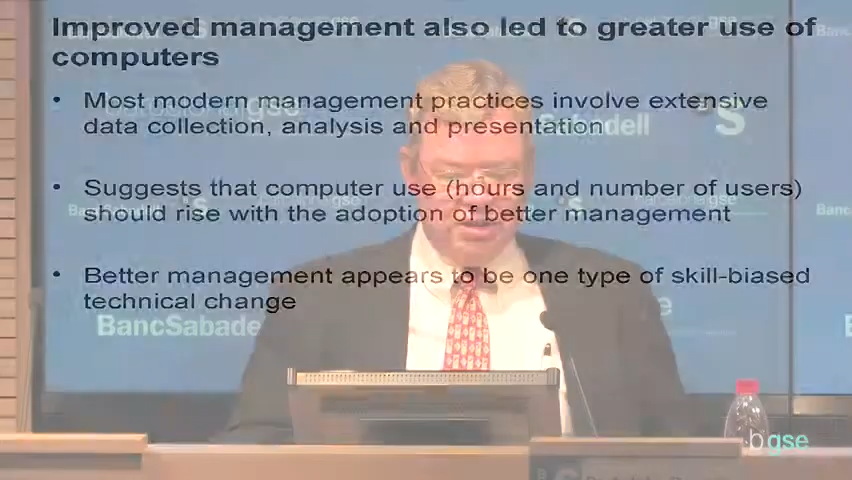 Improved management also led to greater use of
computers
• Most modern management practices involve extensive
data collection, analysis and presentation
• Suggests that computer use (hours and number of users)
should rise with the adoption of better management
• Better management appears to be one type of skill-biased
technical change
Sabadell
BancSabadell
bgse